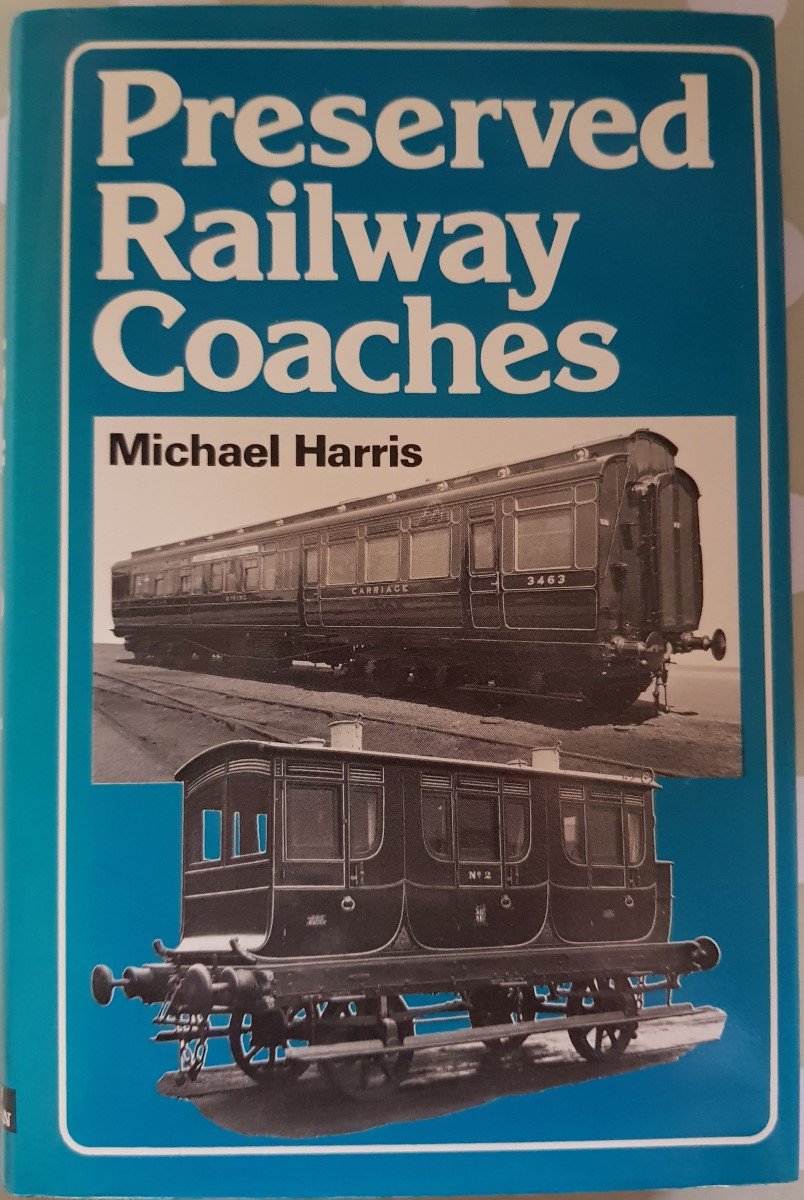 Preserved
Railway
Coaches
Michael Harris
3463
DINING
CARRIAGE
Nº 2